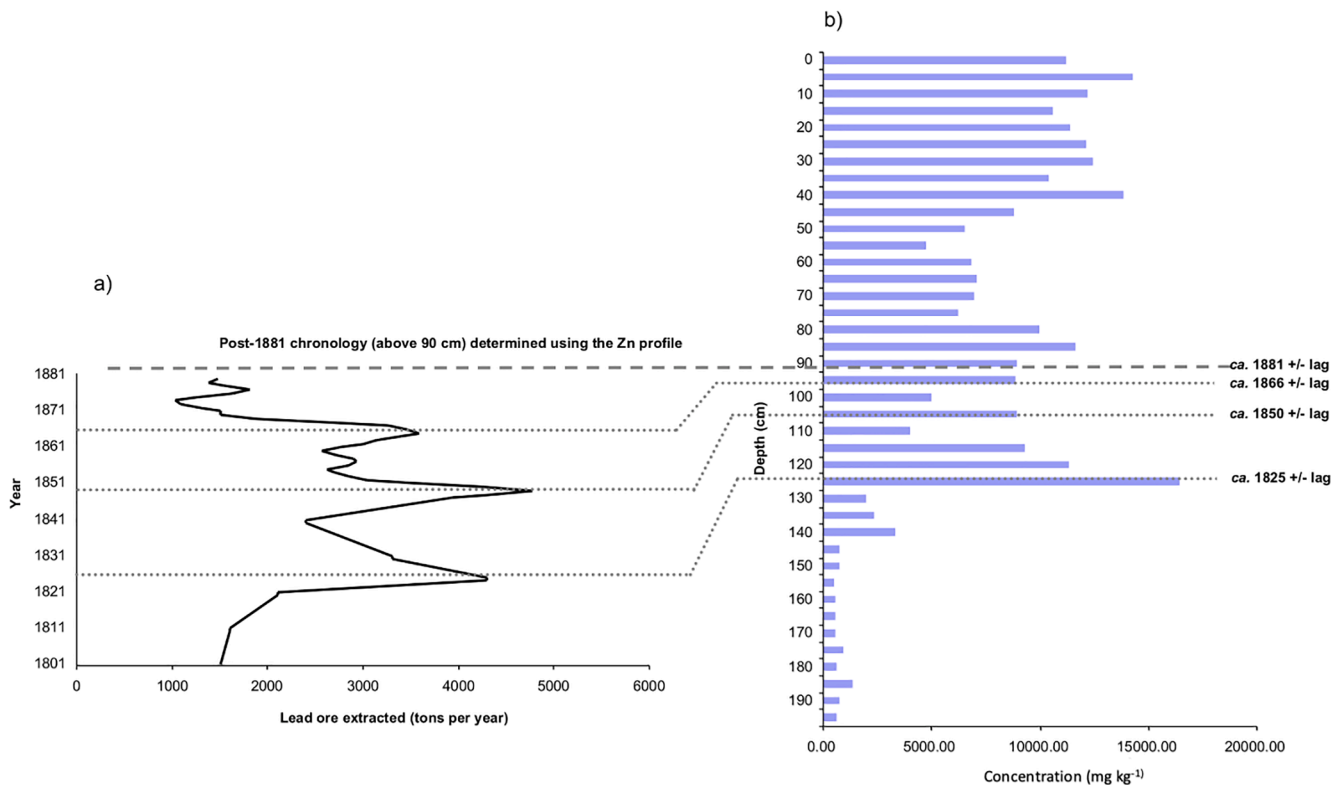 a)
Post-1881 chronology (above 90 cm) determined using the Zn profile
Year
1881
1871
1861
1851
1841
1831
1821
1811
1801
0 1000 2000 3000 4000 5000 6000
Lead ore extracted (tons per year)
b)
Depth (cm)
0
10
20
30
40
50
60
70
80
90
100
110
120
130
140
150
160
170
180
190
0.00 5000.00 10000.00 15000.00 20000.00
Concentration (mg kg⁻¹)
ca. 1881 +/- lag
ca. 1866 +/- lag
ca. 1850 +/- lag
ca. 1825 +/- lag